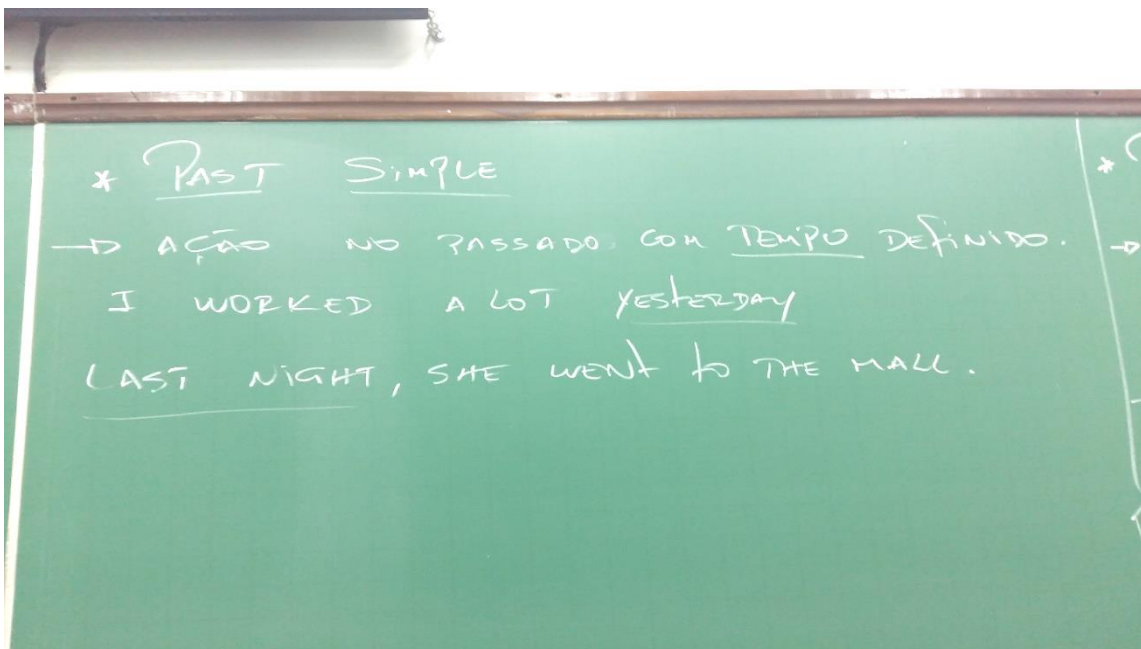 * PAST SIMPLE
→ AÇÃO NO PASSADO COM TEMPO DEFINIDO.
I WORKED A LOT YESTERDAY
LAST NIGHT, SHE WENT TO THE MALL.